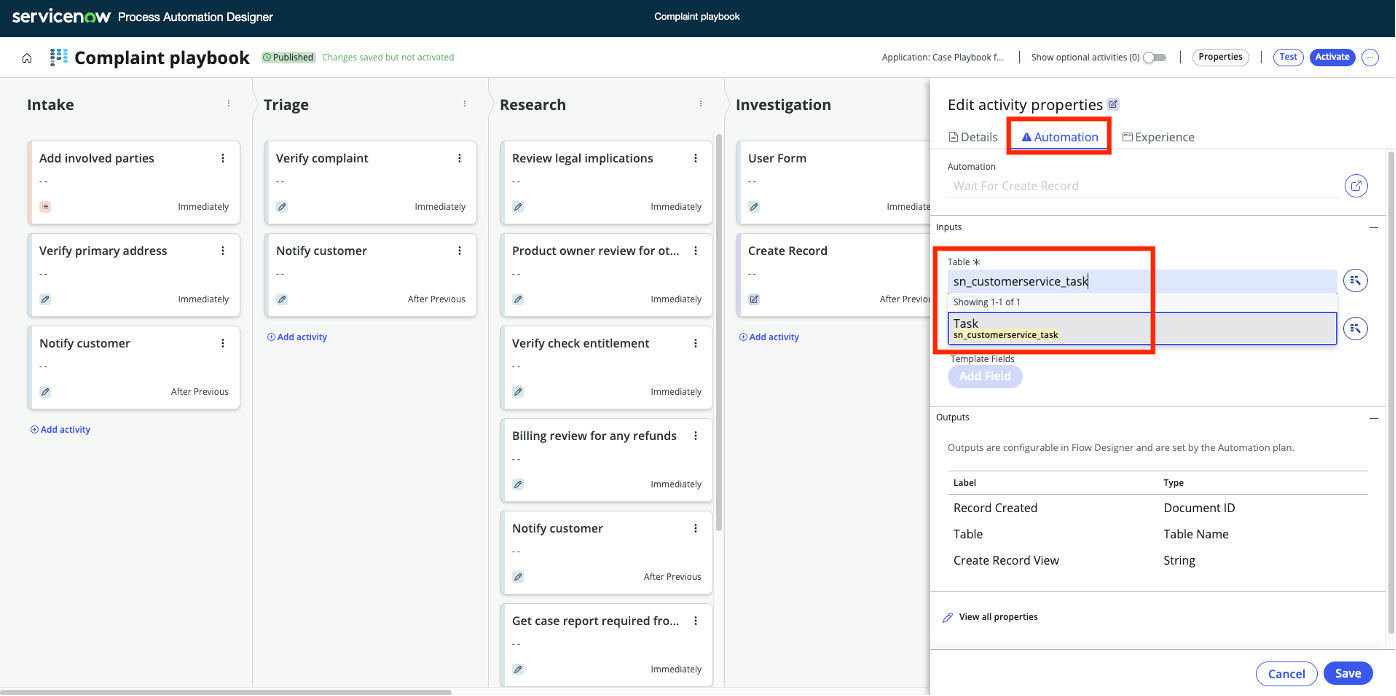 servicenow Process Automation Designer
Complaint playbook
Complaint playbook
Published
Changes saved but not activated
Application: Case Playbook f...
Show optional activities (0)
Properties
Test
Activate
Intake
Add involved parties
--
Immediately
Verify primary address
--
Immediately
Notify customer
--
After Previous
Add activity
Triage
Verify complaint
--
Immediately
Notify customer
--
After Previous
Add activity
Research
Review legal implications
--
Immediately
Product owner review for ot...
--
Immediately
Verify check entitlement
--
Immediately
Billing review for any refunds
--
Immediately
Notify customer
--
After Previous
Get case report required fro...
--
Immediately
Investigation
User Form
--
Immediate
Create Record
--
After Previou
Add activity
Edit activity properties
Details
Automation
Experience
Automation
Wait For Create Record
Inputs
Table *
sn_customerservice_task
Showing 1-1 of 1
Task
sn_customerservice_task
Template Fields
Add Field
Outputs
Outputs are configurable in Flow Designer and are set by the Automation plan.
Label Type
Record Created Document ID
Table Table Name
Create Record View String
View all properties
Cancel
Save